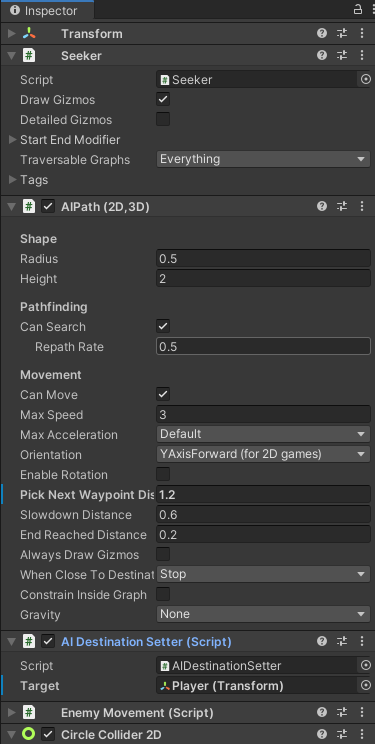 Inspector
Transform
Seeker
Script Seeker
Draw Gizmos
Detailed Gizmos
Start End Modifier
Traversable Graphs Everything
Tags
AIPath (2D,3D)
Shape
Radius 0.5
Height 2
Pathfinding
Can Search
Repath Rate 0.5
Movement
Can Move
Max Speed 3
Max Acceleration Default
Orientation YAxisForward (for 2D games)
Enable Rotation
Pick Next Waypoint Dis 1.2
Slowdown Distance 0.6
End Reached Distance 0.2
Always Draw Gizmos
When Close To Destinat Stop
Constrain Inside Graph
Gravity None
AI Destination Setter (Script)
Script AIDestinationSetter
Target Player (Transform)
Enemy Movement (Script)
Circle Collider 2D